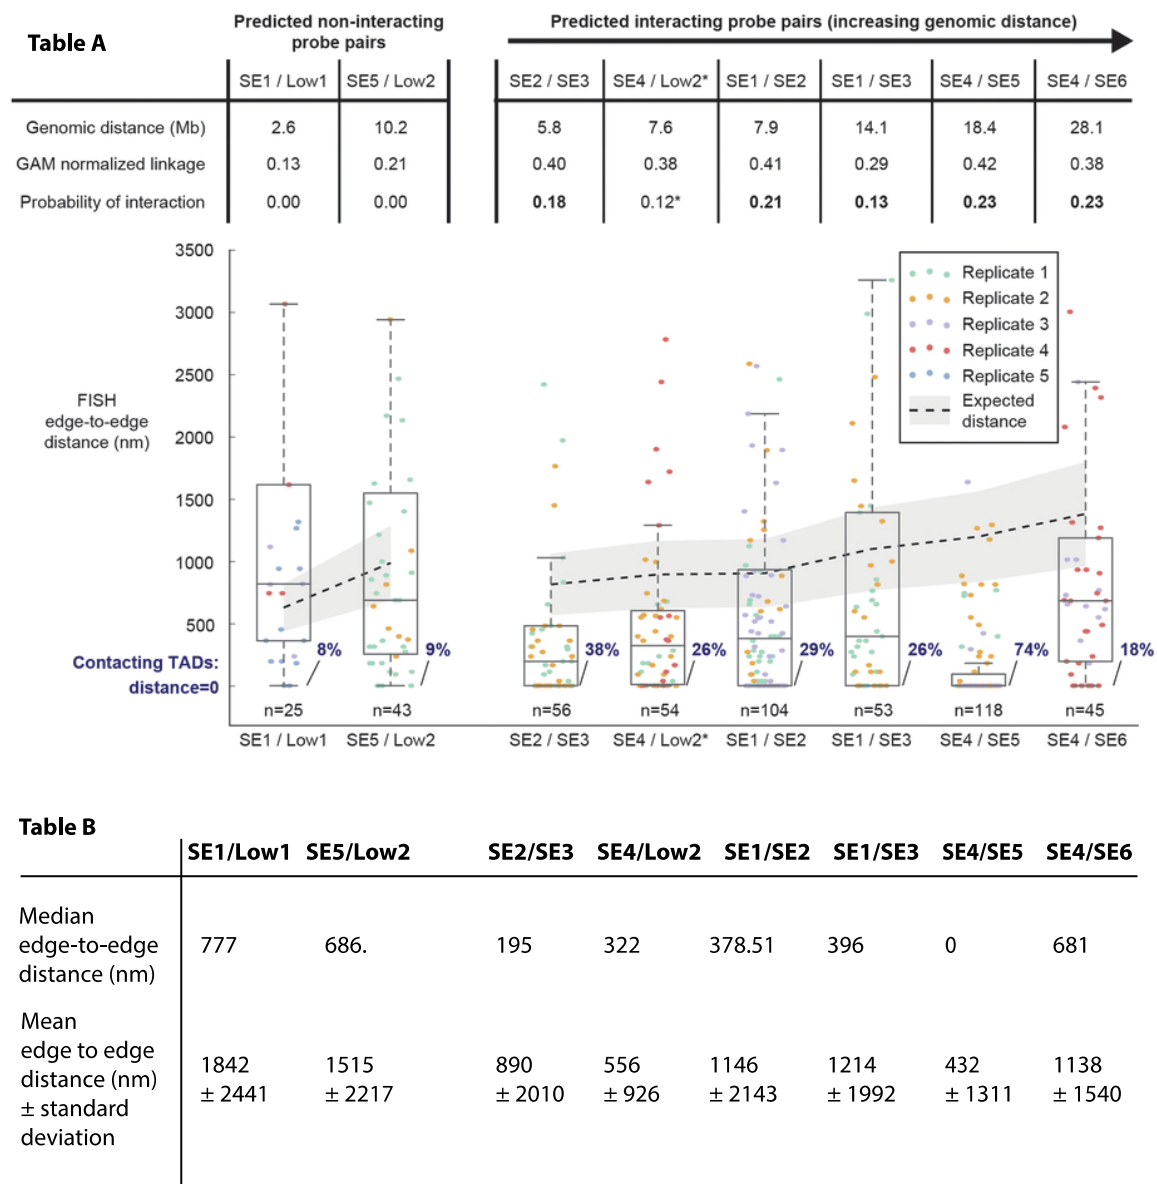 Table A
Predicted non-interacting
probe pairs
Predicted interacting probe pairs (increasing genomic distance)
SE1 / Low1 SE5 / Low2 SE2 / SE3 SE4 / Low2* SE1 / SE2 SE1 / SE3 SE4 / SE5 SE4 / SE6
Genomic distance (Mb) 2.6 10.2 5.8 7.6 7.9 14.1 18.4 28.1
GAM normalized linkage 0.13 0.21 0.40 0.38 0.41 0.29 0.42 0.38
Probability of interaction 0.00 0.00 0.18 0.12* 0.21 0.13 0.23 0.23
3500
3000
2500
2000
1500
1000
500
0
FISH
edge-to-edge
distance (nm)
Replicate 1
Replicate 2
Replicate 3
Replicate 4
Replicate 5
Expected
distance
Contacting TADs:
distance=0
8% 9% 38% 26% 29% 26% 74% 18%
n=25 n=43 n=56 n=54 n=104 n=53 n=118 n=45
SE1 / Low1 SE5 / Low2 SE2 / SE3 SE4 / Low2* SE1 / SE2 SE1 / SE3 SE4 / SE5 SE4 / SE6
Table B
SE1/Low1 SE5/Low2 SE2/SE3 SE4/Low2 SE1/SE2 SE1/SE3 SE4/SE5 SE4/SE6
Median
edge-to-edge 777 686. 195 322 378.51 396 0 681
distance (nm)
Mean
edge to edge
distance (nm) 1842 1515 890 556 1146 1214 432 1138
± standard ± 2441 ± 2217 ± 2010 ± 926 ± 2143 ± 1992 ± 1311 ± 1540
deviation